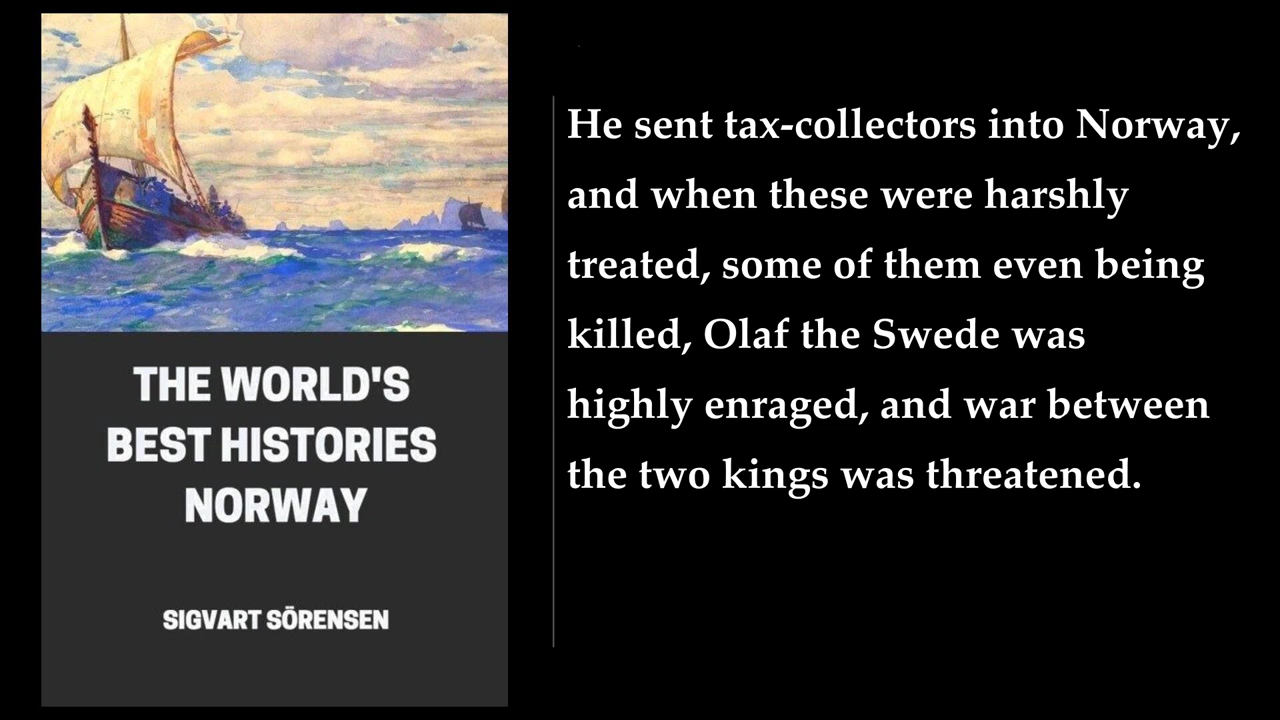 THE WORLD'S
BEST HISTORIES
NORWAY
SIGVART SÖRENSEN
He sent tax-collectors into Norway,
and when these were harshly
treated, some of them even being
killed, Olaf the Swede was
highly enraged, and war between
the two kings was threatened.